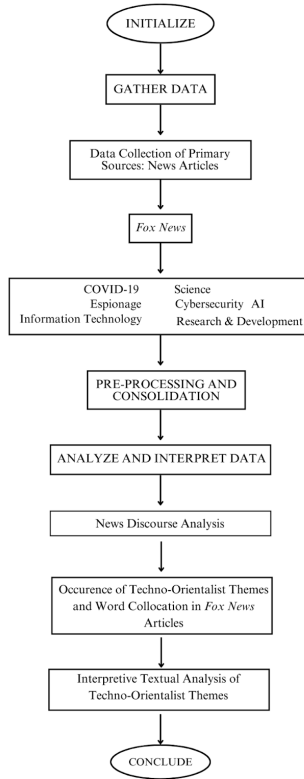 INITIALIZE
GATHER DATA
Data Collection of Primary
Sources: News Articles
Fox News
COVID-19 Science
Espionage Cybersecurity AI
Information Technology Research & Development
PRE-PROCESSING AND
CONSOLIDATION
ANALYZE AND INTERPRET DATA
News Discourse Analysis
Occurence of Techno-Orientalist Themes
and Word Collocation in Fox News
Articles
Interpretive Textual Analysis of
Techno-Orientalist Themes
CONCLUDE